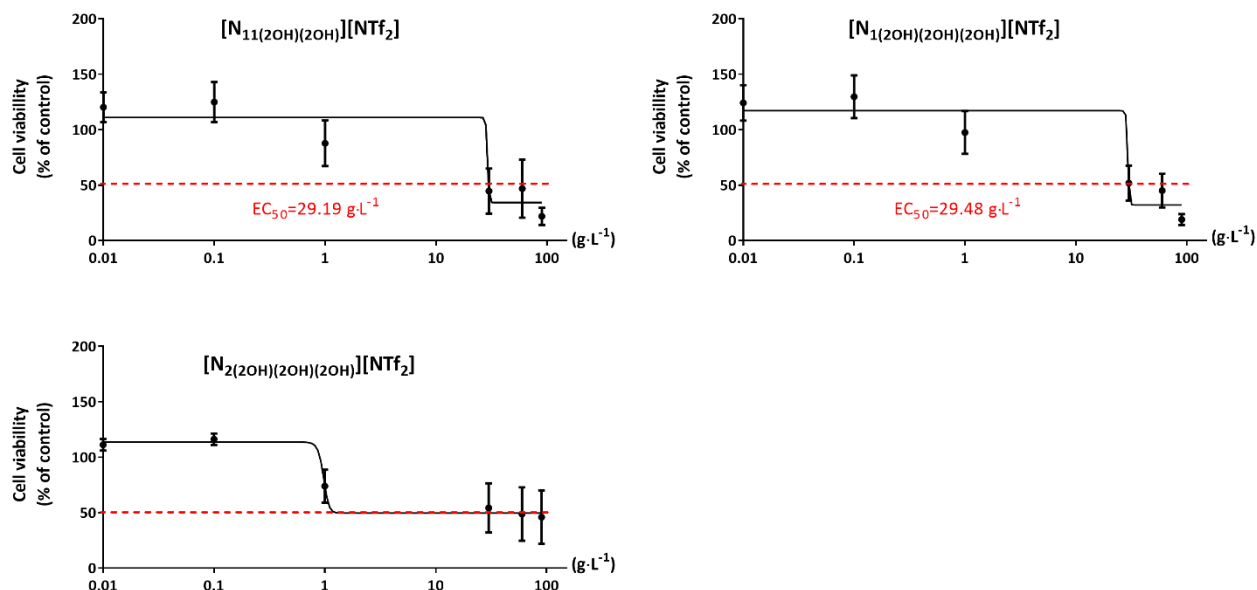 [N11(2OH)(2OH)][NTf2]
Cell viabillity
(% of control)
200
150
100
50
0
EC50=29.19 g·L-1
(g·L-1)
0.01
0.1
1
10
100
[N1(2OH)(2OH)(2OH)][NTf2]
Cell viability
(% of control)
200
150
100
50
0
EC50=29.48 g·L-1
(g·L-1)
0.01
0.1
1
10
100
[N2(2OH)(2OH)(2OH)][NTf2]
Cell viabillity
(% of control)
200
150
100
50
0
(g·L-1)
0.01
0.1
1
10
100